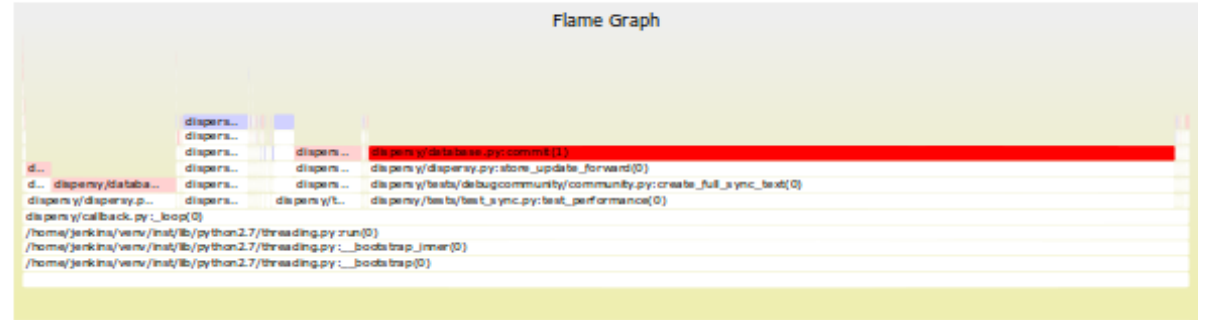 Flame Graph
dispers..
dispers..
dispers.. dispers.. dispersy/database.py:commit(1)
d... dispers.. dispers.. dispersy/dispersy.py:store_update_forward(0)
d... dispersy/databa... dispers.. dispers.. dispersy/tests/debugcommunity/community.py:create_full_sync_text(0)
dispersy/dispersy.p... dispers.. dispersy/t... dispersy/tests/test_sync.py:test_performance(0)
dispersy/callback.py:_loop(0)
/home/jenkins/venv/inst/lib/python2.7/threading.py:run(0)
/home/jenkins/venv/inst/lib/python2.7/threading.py:__bootstrap_inner(0)
/home/jenkins/venv/inst/lib/python2.7/threading.py:__bootstrap(0)